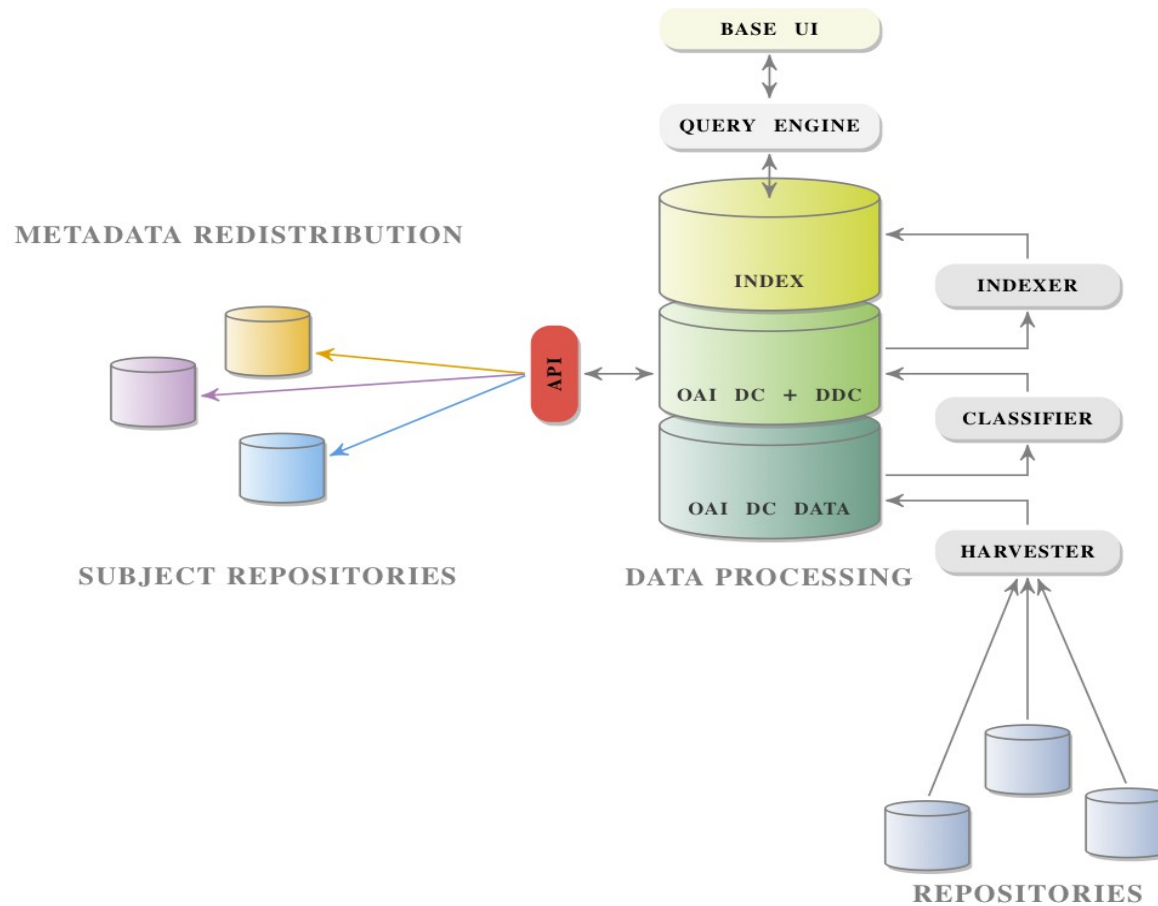 BASE UI
QUERY ENGINE
METADATA REDISTRIBUTION
INDEX
INDEXER
API
OAI DC + DDC
CLASSIFIER
OAI DC DATA
HARVESTER
SUBJECT REPOSITORIES
DATA PROCESSING
REPOSITORIES